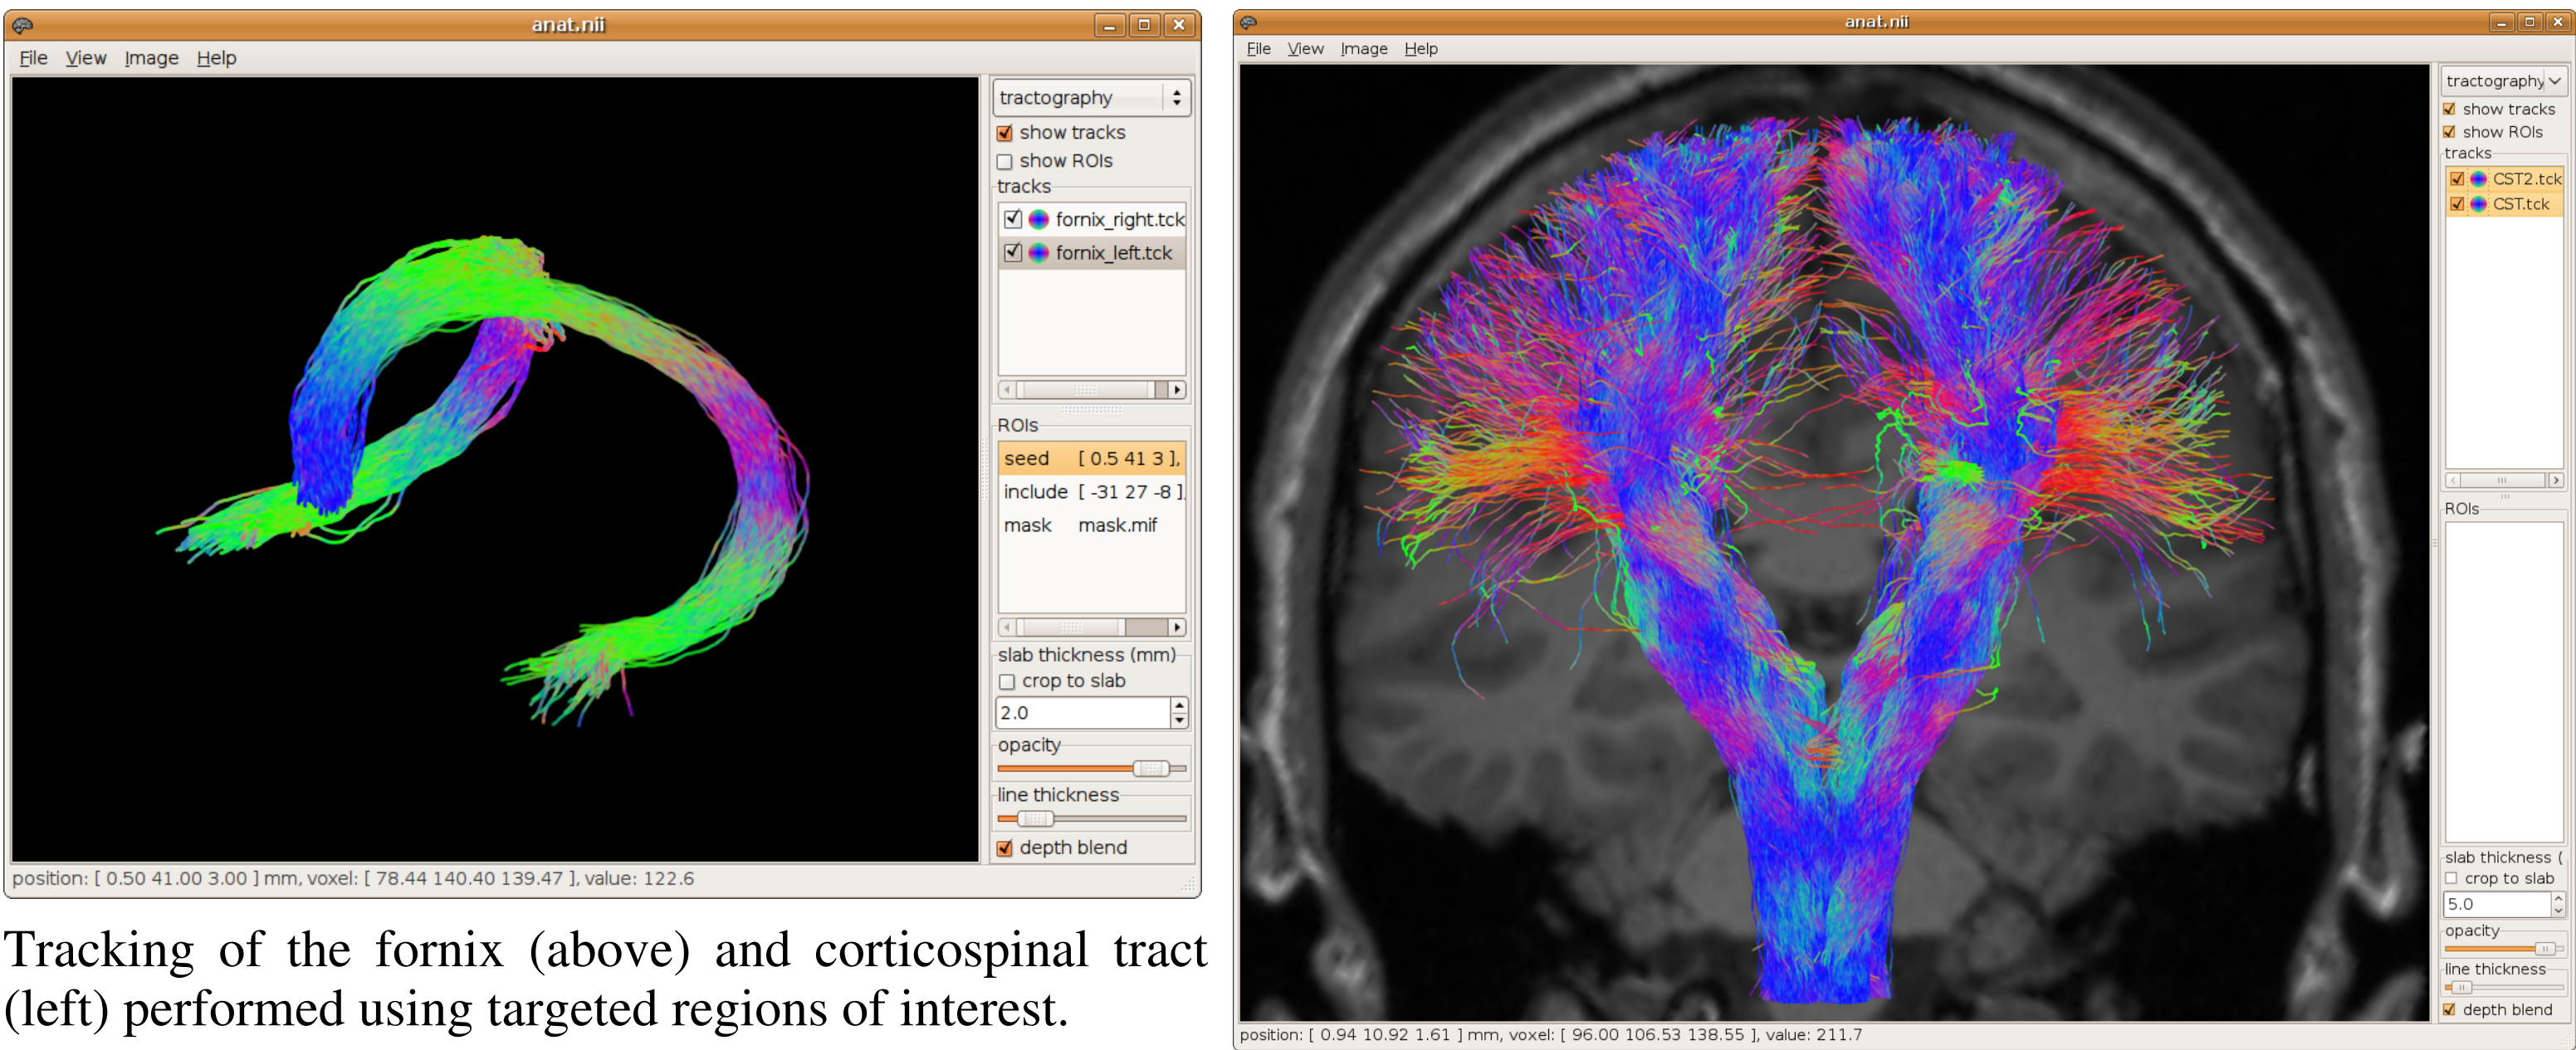 anat.nii
File View Image Help
tractography
show tracks
show ROIs
tracks
fornix_right.tck
fornix_left.tck
ROIs
seed [ 0.5 41 3 ],
include [ -31 27 -8 ],
mask mask.mif
slab thickness (mm)
crop to slab
2.0
opacity
line thickness
depth blend
position: [ 0.50 41.00 3.00 ] mm, voxel: [ 78.44 140.40 139.47 ], value: 122.6
Tracking of the fornix (above) and corticospinal tract
(left) performed using targeted regions of interest.
anat.nii
File View Image Help
tractography
show tracks
show ROIs
tracks
CST2.tck
CST.tck
ROIs
slab thickness (
crop to slab
5.0
opacity
line thickness
depth blend
position: [ 0.94 10.92 1.61 ] mm, voxel: [ 96.00 106.53 138.55 ], value: 211.7